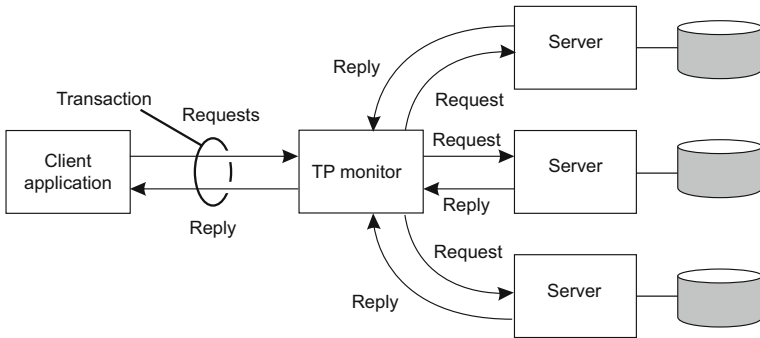 Transaction
Requests
Client
application
Reply
TP monitor
Reply
Request
Server
Request
Reply
Server
Request
Reply
Server